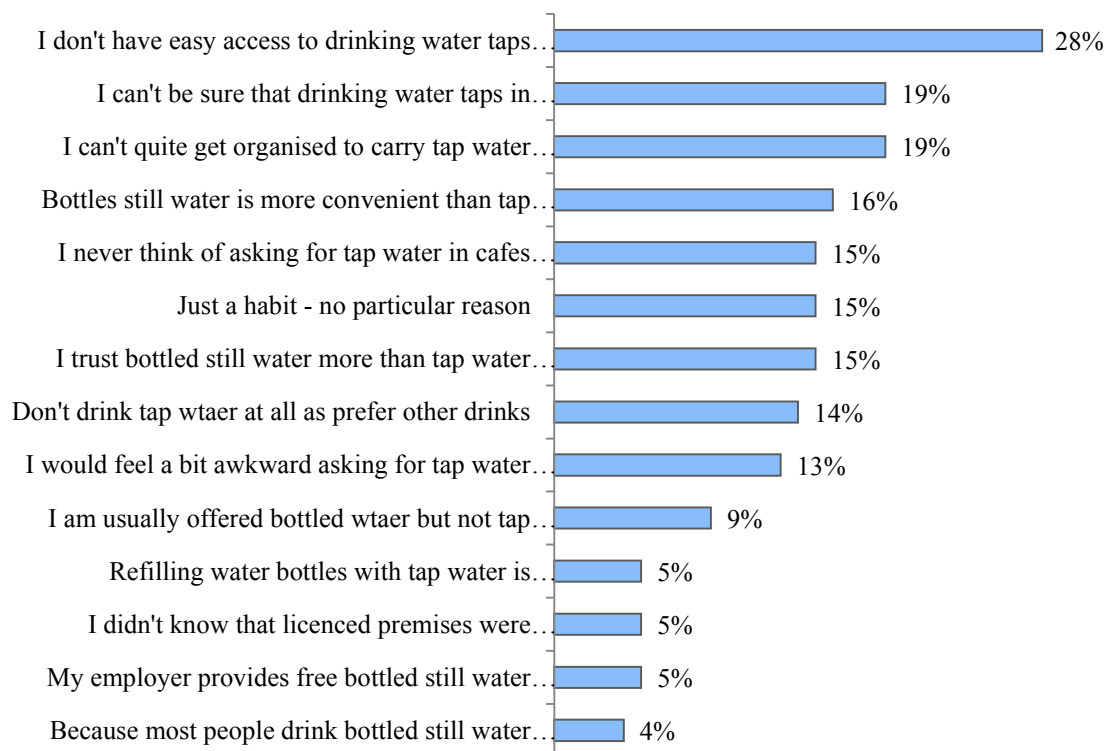 I don't have easy access to drinking water taps… 28%
I can't be sure that drinking water taps in… 19%
I can't quite get organised to carry tap water… 19%
Bottles still water is more convenient than tap… 16%
I never think of asking for tap water in cafes… 15%
Just a habit - no particular reason 15%
I trust bottled still water more than tap water… 15%
Don't drink tap wtaer at all as prefer other drinks 14%
I would feel a bit awkward asking for tap water… 13%
I am usually offered bottled wtaer but not tap… 9%
Refilling water bottles with tap water is… 5%
I didn't know that licenced premises were… 5%
My employer provides free bottled still water… 5%
Because most people drink bottled still water… 4%